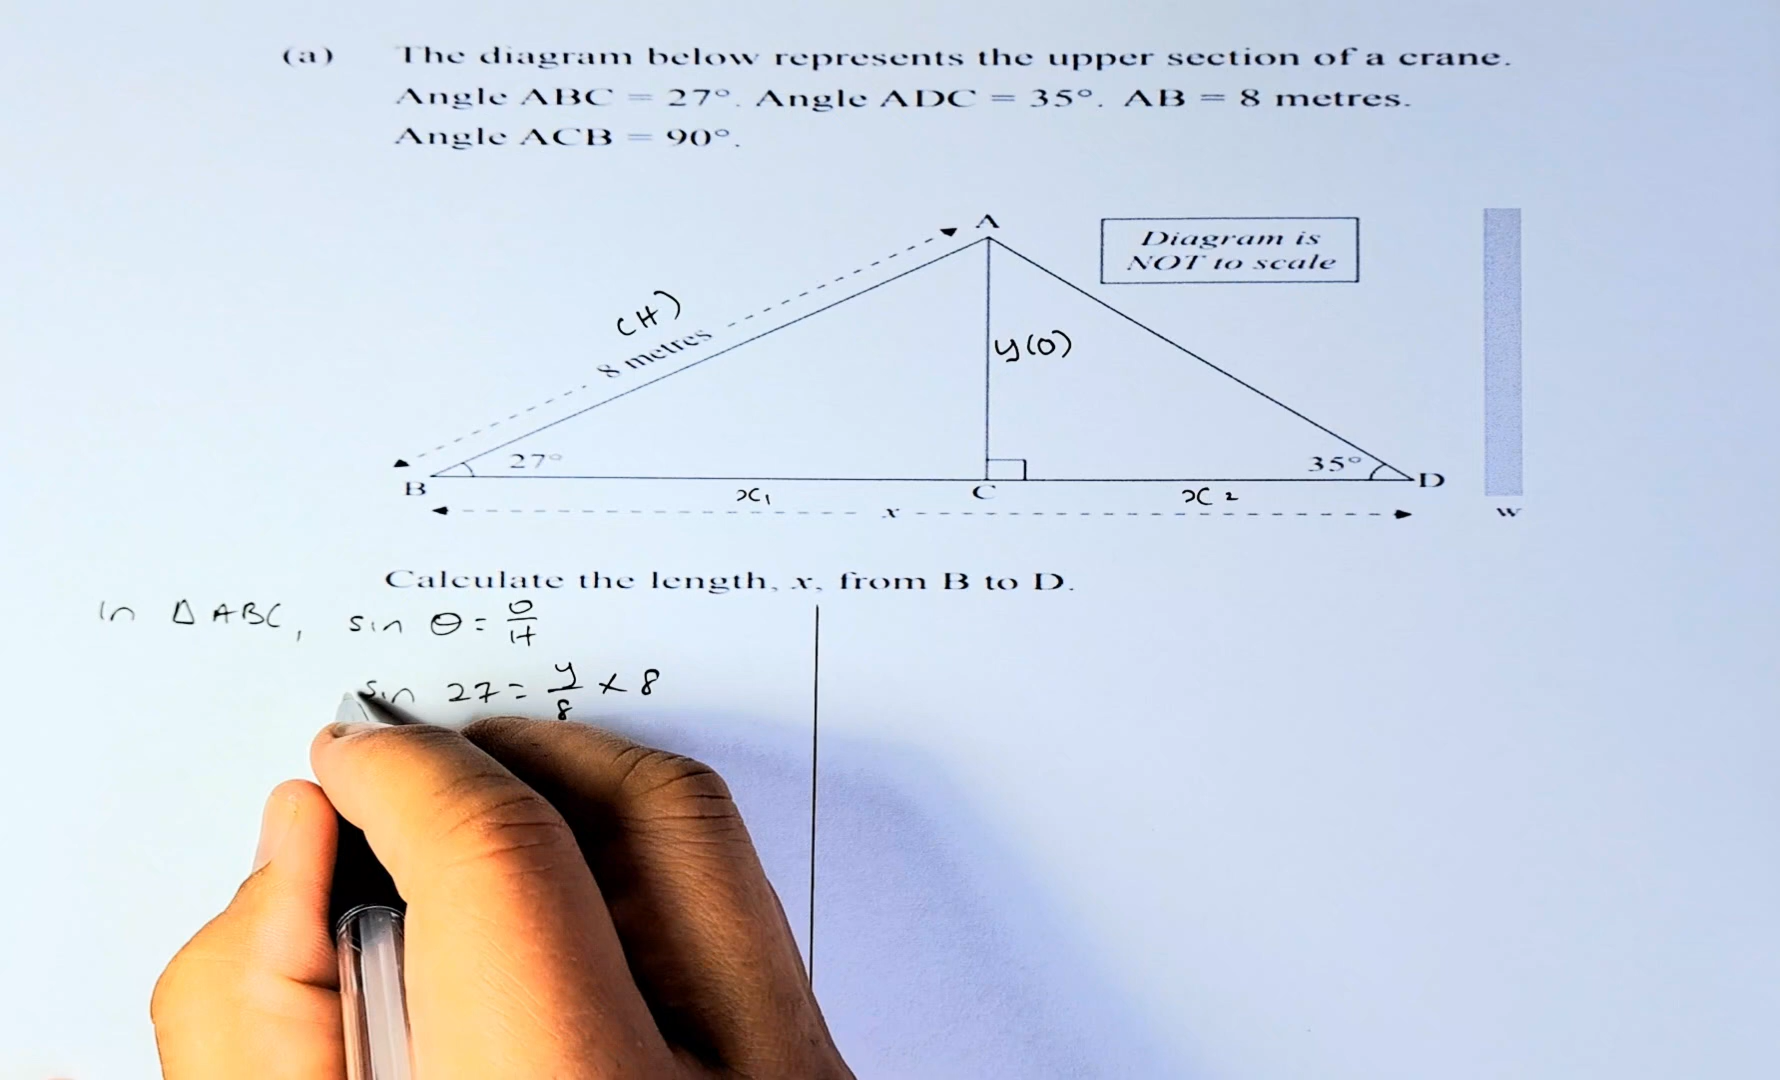 (a) The diagram below represents the upper section of a crane.
Angle ABC = 27°. Angle ADC = 35°. AB = 8 metres.
Angle ACB = 90°.
A
Diagram is
NOT to scale
(H)
8 metres
y(O)
27°
35°
B
x₁
C
x₂
D
x
w
Calculate the length, x, from B to D.
In △ ABC, sin θ = O/H
sin 27 = y/8 × 8